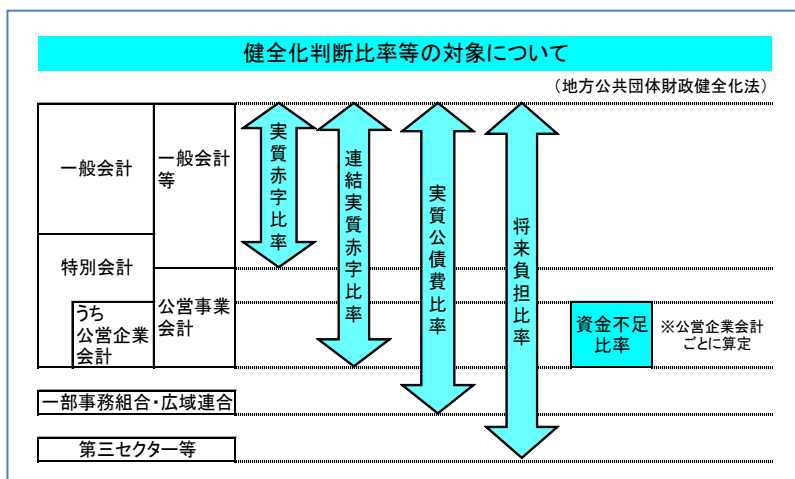 健全化判断比率等の対象について
（地方公共団体財政健全化法）
一般会計
一般会計
等
特別会計
うち
公営企業
会計
公営事業
会計
実質赤字比率
連結実質赤字比率
実質公債費比率
将来負担比率
資金不足
比率
※公営企業会計
ごとに算定
一部事務組合・広域連合
第三セクター等